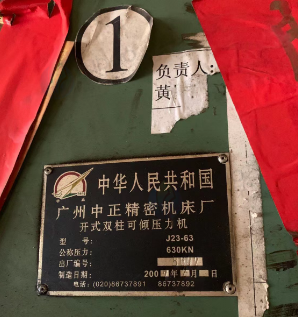 1
负责人:
黄
中华人民共和国
广州中正精密机床厂
开式双柱可倾压力机
型 号: J23-63
公称压力: 630KN
出厂编号:
制造日期: 200 年 月 日
电话: (020)86737891 86737892